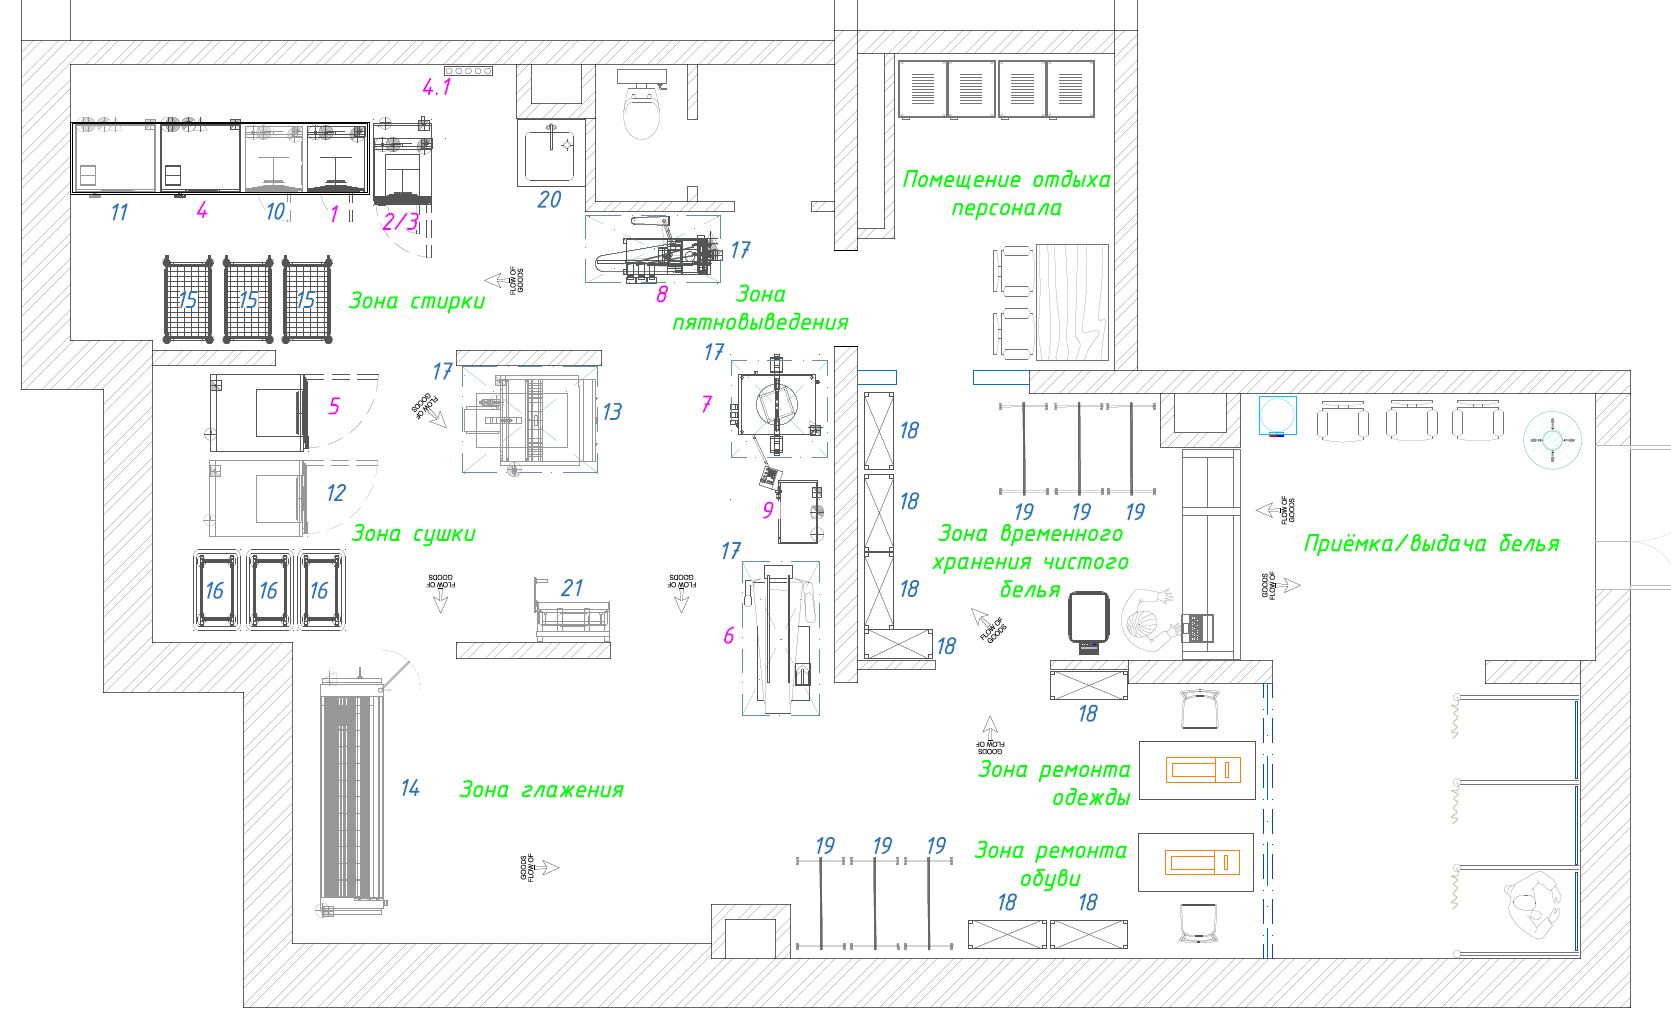 4.1
Помещение отдыха
персонала
11
4
10
1
2/3
20
17
8
15
15
15
FLOW OF
GOODS
Зона стирки
Зона
пятновыведения
17
17
5
FLOW OF
GOODS
13
7
18
12
9
18
19
19
19
FLOW OF
GOODS
Зона сушки
Зона временного
хранения чистого
белья
Приёмка/выдача белья
17
16
16
16
FLOW OF
GOODS
21
FLOW OF
GOODS
18
FLOW OF
GOODS
6
18
FLOW OF
GOODS
18
FLOW OF
GOODS
14
Зона глажения
Зона ремонта
одежды
19
19
19
Зона ремонта
обуви
FLOW OF
GOODS
18
18